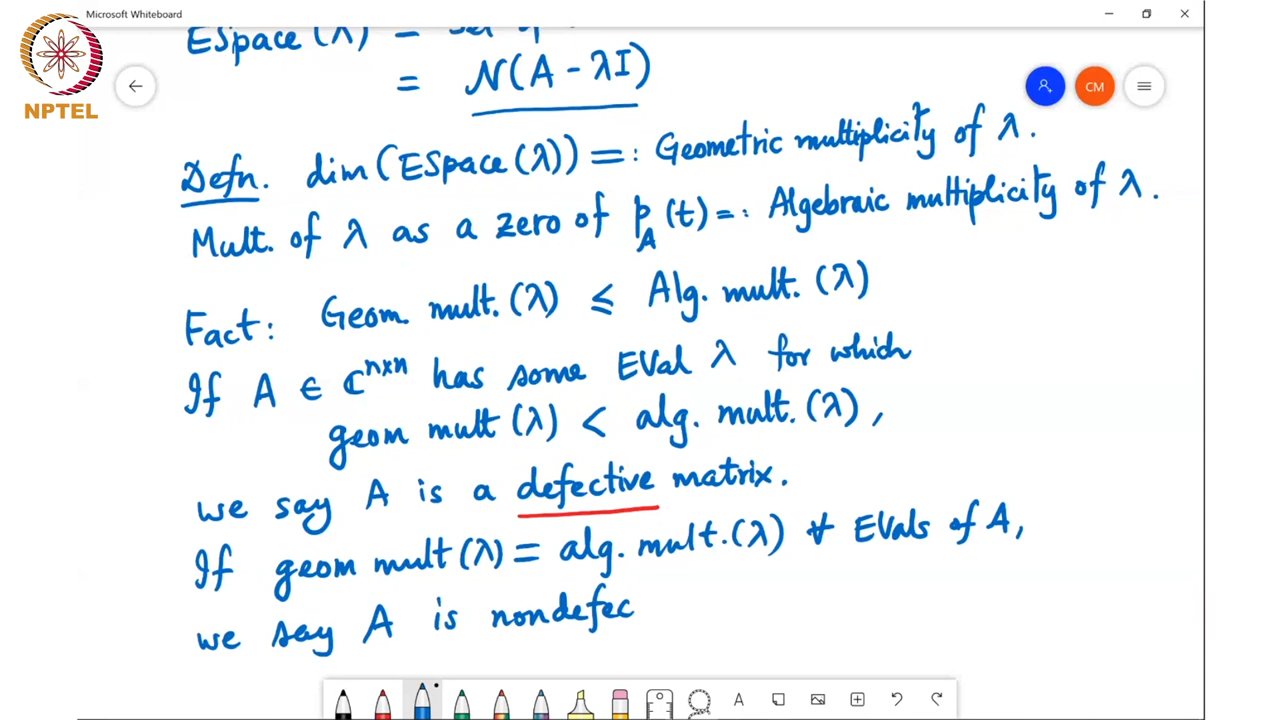 Microsoft Whiteboard
NPTEL
CM
ESpace (λ) = set of
= N(A - λI)
Defn. dim(ESpace(λ)) =: Geometric multiplicity of λ.
Mult. of λ as a zero of p_A(t) =: Algebraic multiplicity of λ.
Fact: Geom. mult.(λ) ≤ Alg. mult. (λ)
If A ∈ ℂ^{n×n} has some EVal λ for which
geom mult (λ) < alg. mult.(λ),
we say A is a defective matrix.
If geom mult(λ) = alg. mult.(λ) ∀ EVals of A,
we say A is nondefec
A